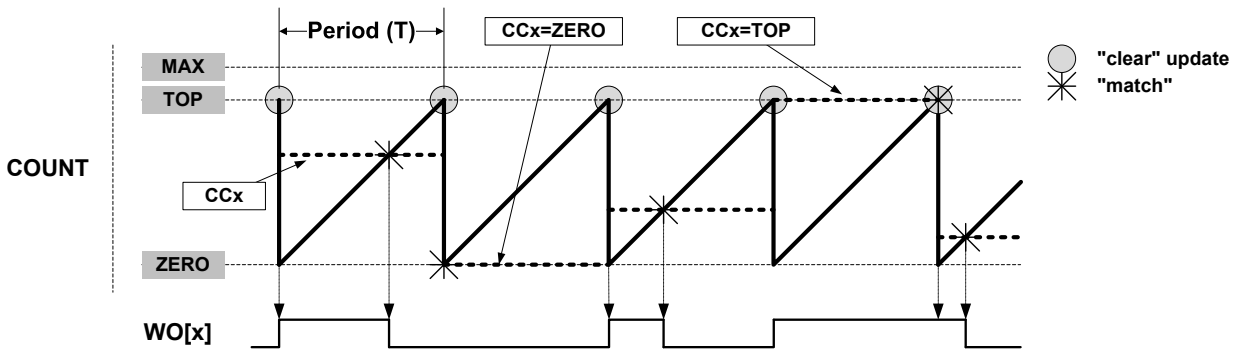 Period (T)
CCx=ZERO
CCx=TOP
"clear" update
"match"
MAX
TOP
COUNT
CCx
ZERO
WO[x]